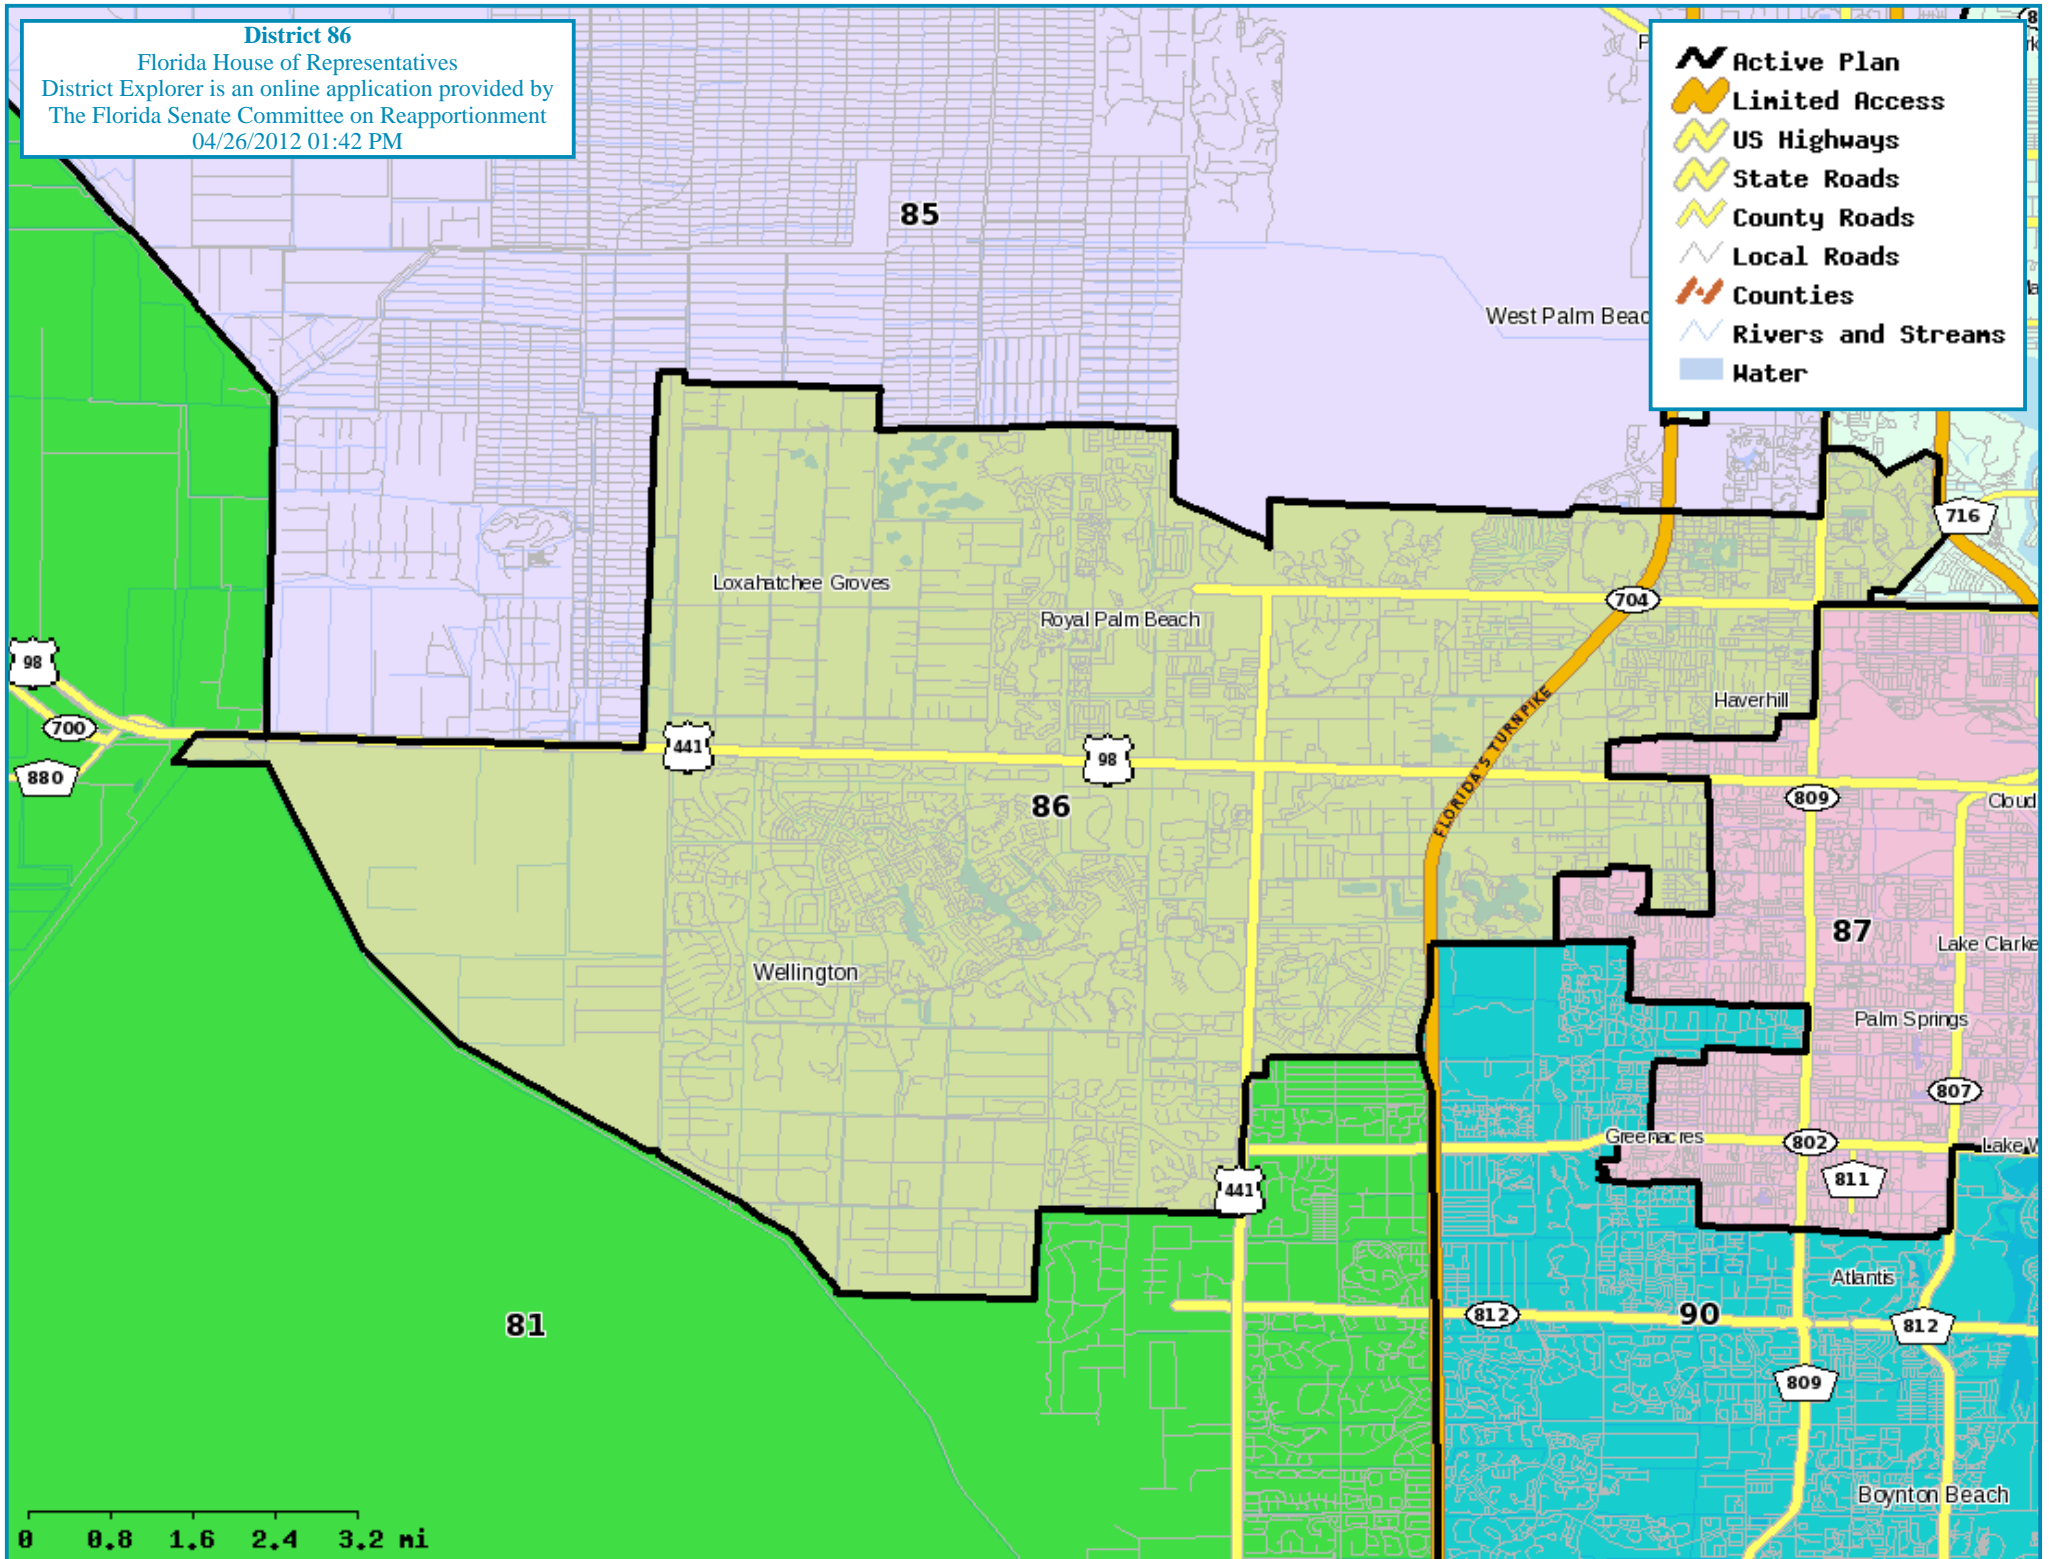 District 86
Florida House of Representatives
District Explorer is an online application provided by
The Florida Senate Committee on Reapportionment
04/26/2012 01:42 PM
Active Plan
Limited Access
US Highways
State Roads
County Roads
Local Roads
Counties
Rivers and Streams
Water
85
West Palm Beac
716
Loxahatchee Groves
704
Royal Palm Beach
98
Haverhill
700
441
98
880
FLORIDA'S TURNPIKE
809
Cloud
86
87
Lake Clarke
Wellington
Palm Springs
807
Greenacres
802
Lake W
811
441
Atlantis
81
812
90
812
809
Boynton Beach
0 0.8 1.6 2.4 3.2 mi